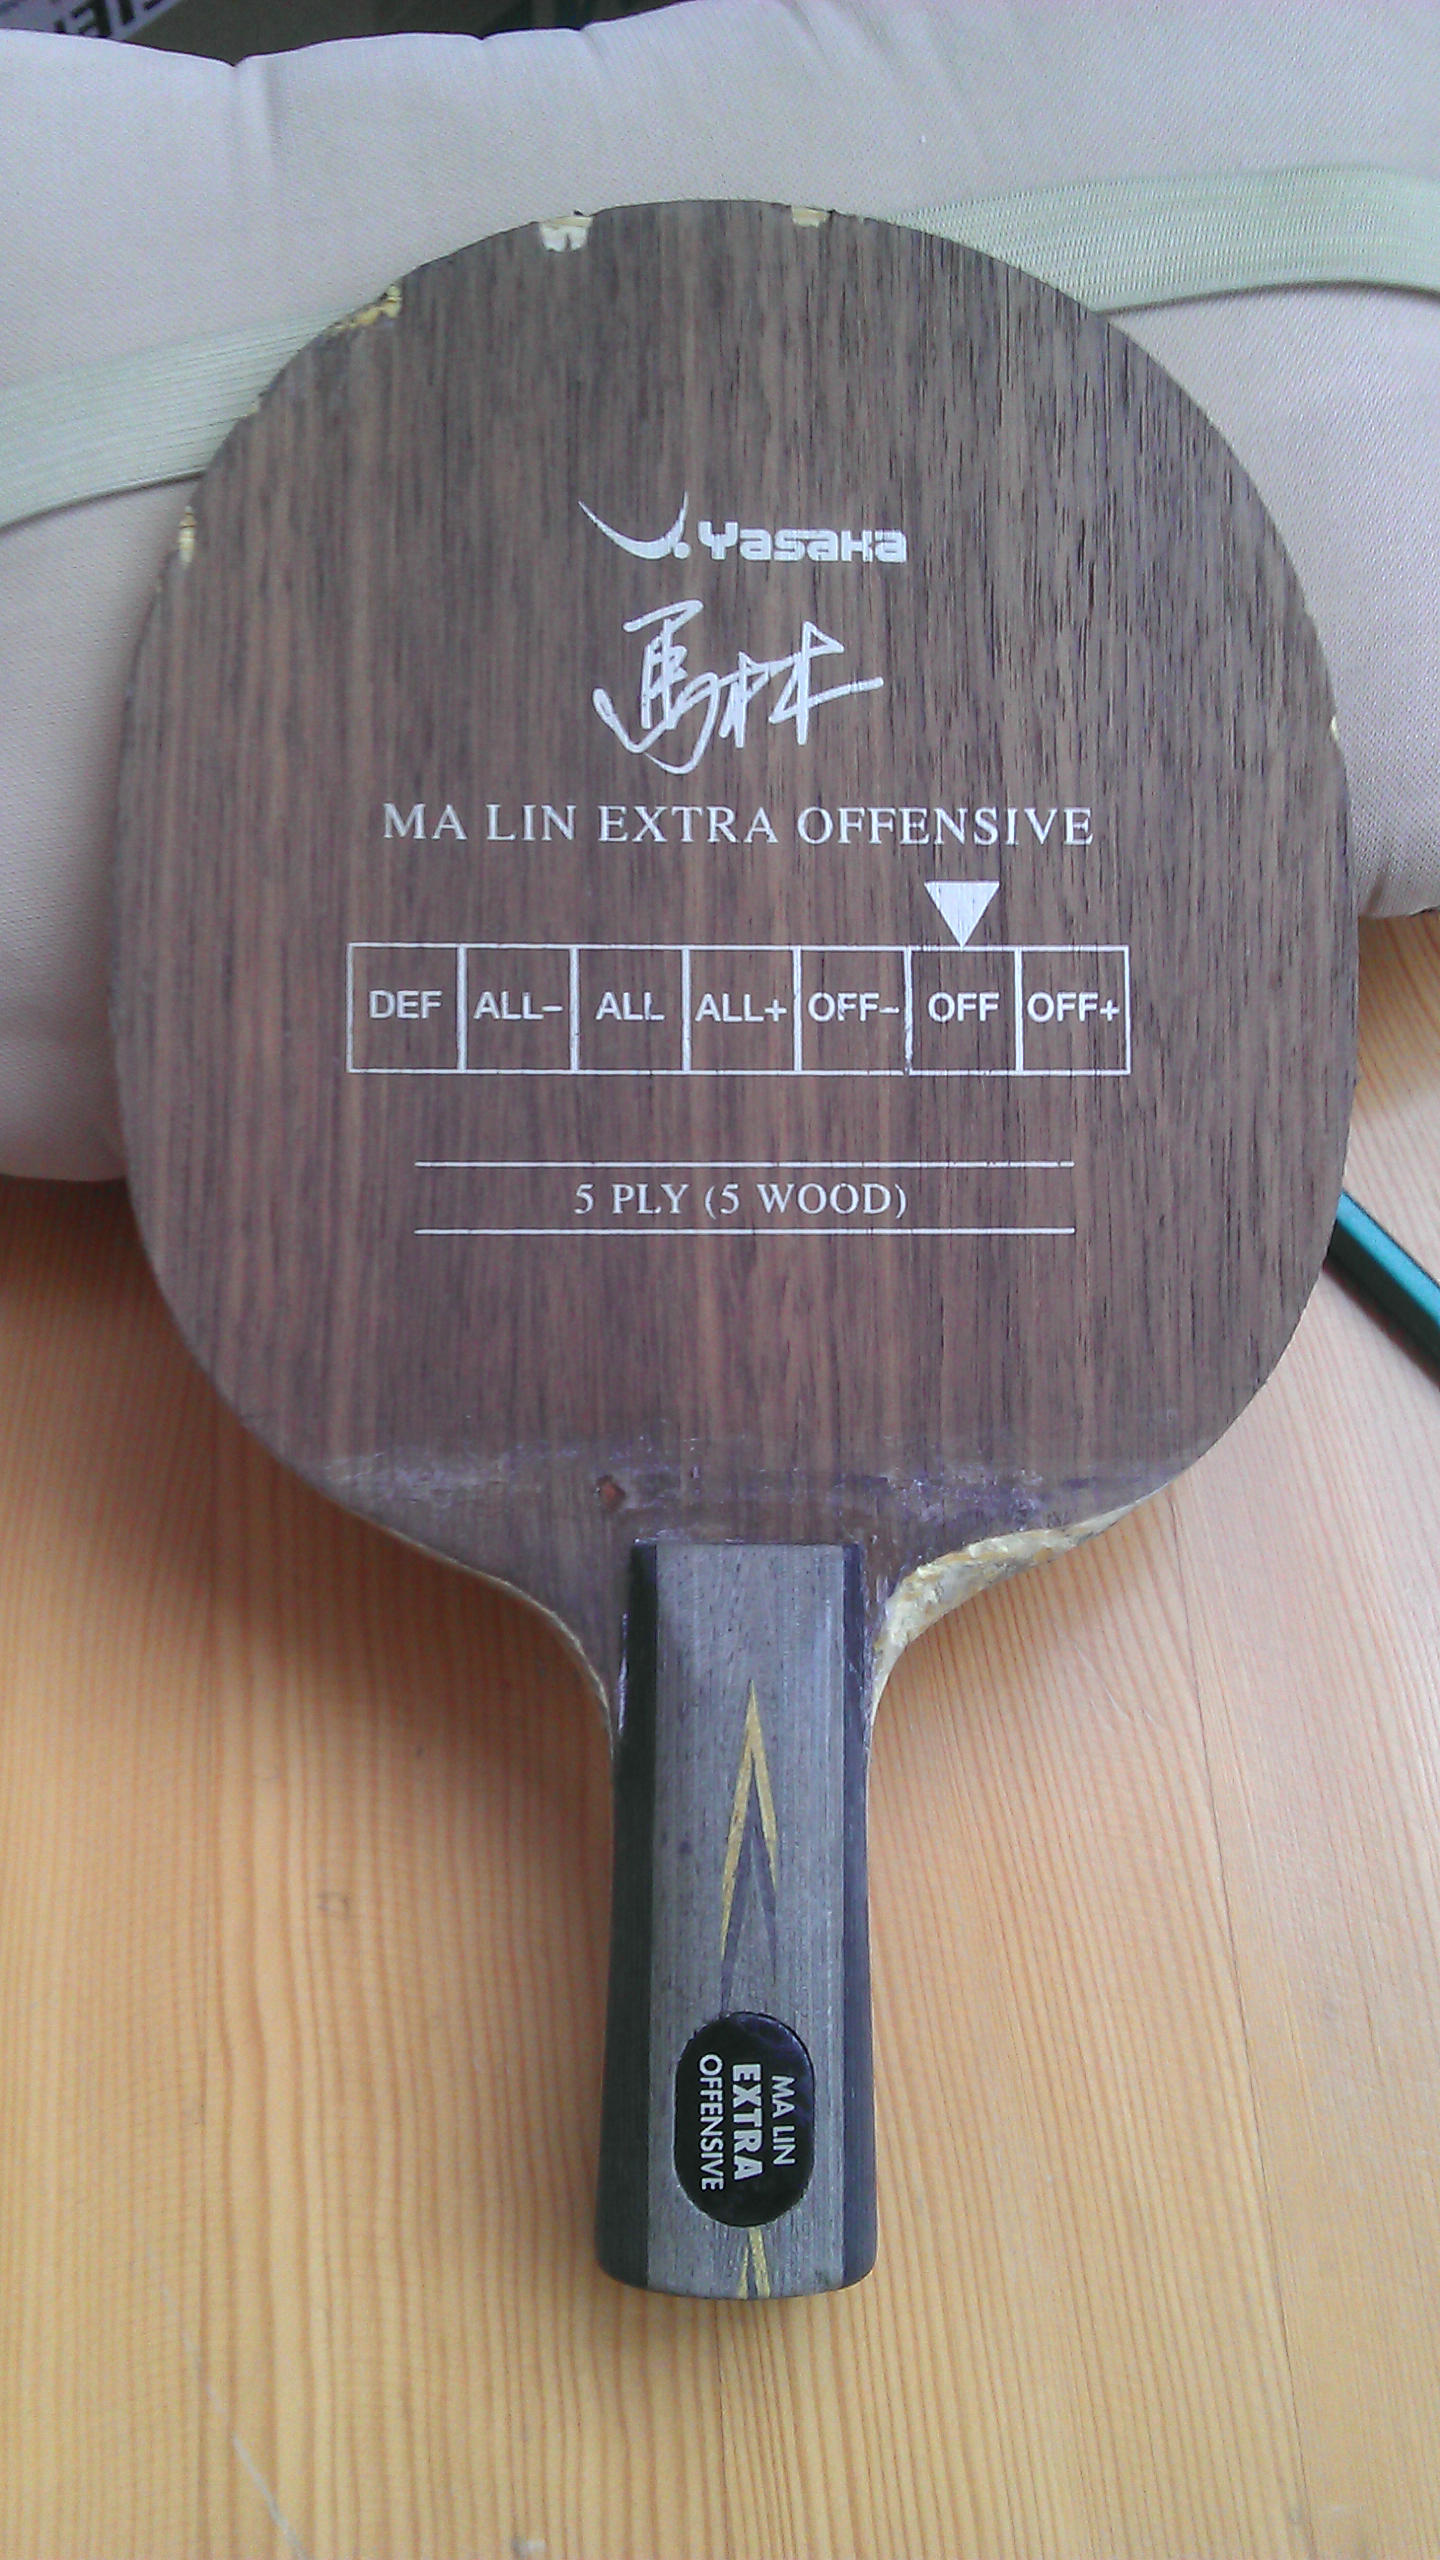 Yasaka
馬林
MA LIN EXTRA OFFENSIVE
DEF ALL- ALL ALL+ OFF- OFF OFF+
5 PLY (5 WOOD)
MA LIN
EXTRA
OFFENSIVE